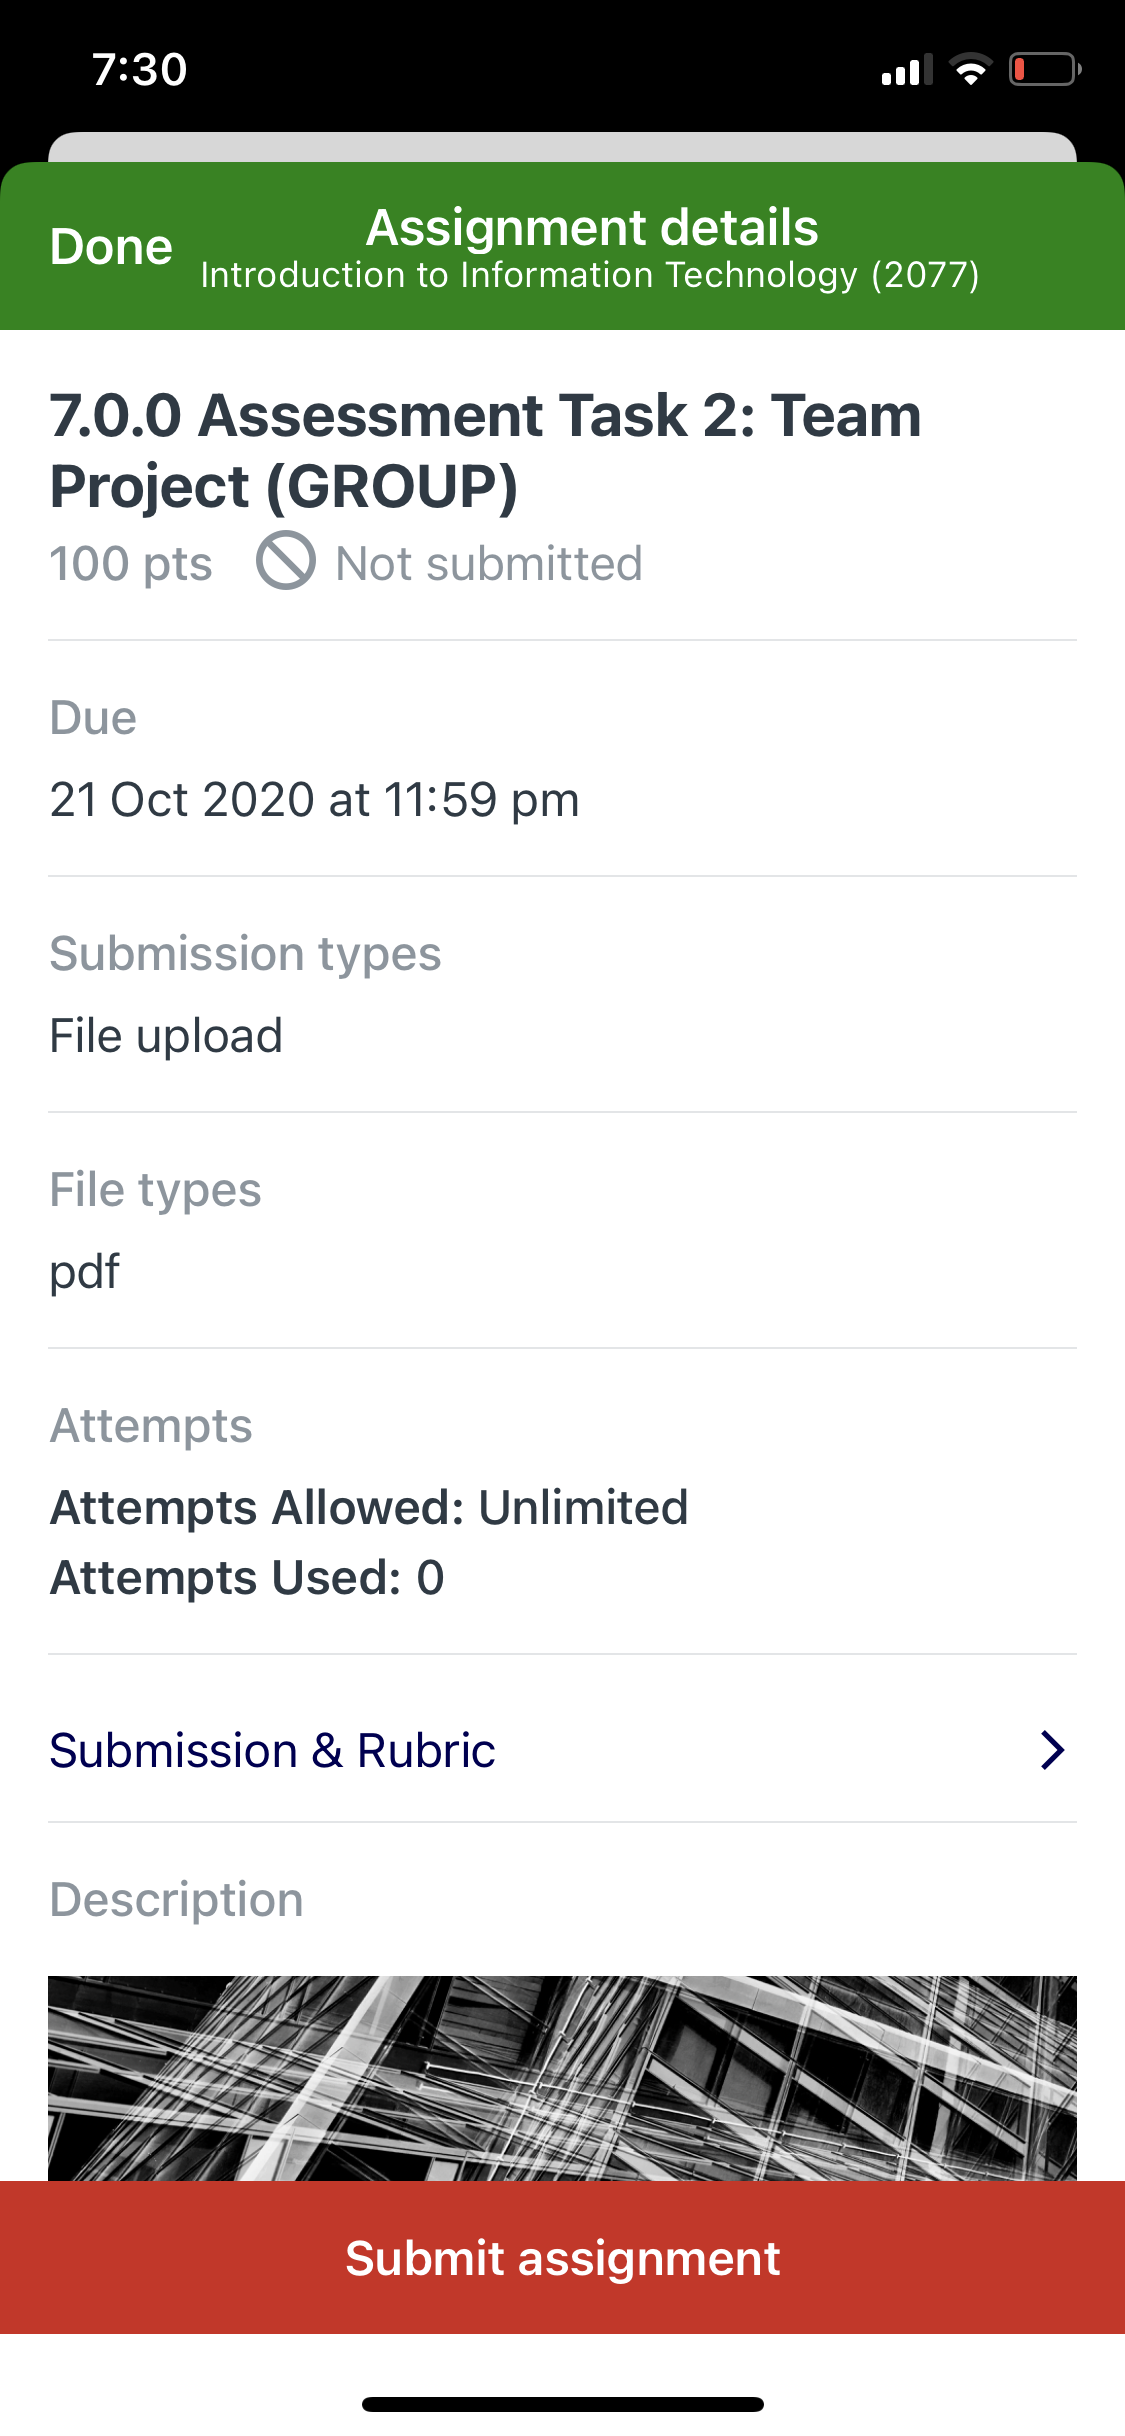 7:30
Done
Assignment details
Introduction to Information Technology (2077)
7.0.0 Assessment Task 2: Team
Project (GROUP)
100 pts Not submitted
Due
21 Oct 2020 at 11:59 pm
Submission types
File upload
File types
pdf
Attempts
Attempts Allowed: Unlimited
Attempts Used: 0
Submission & Rubric
Description
Submit assignment